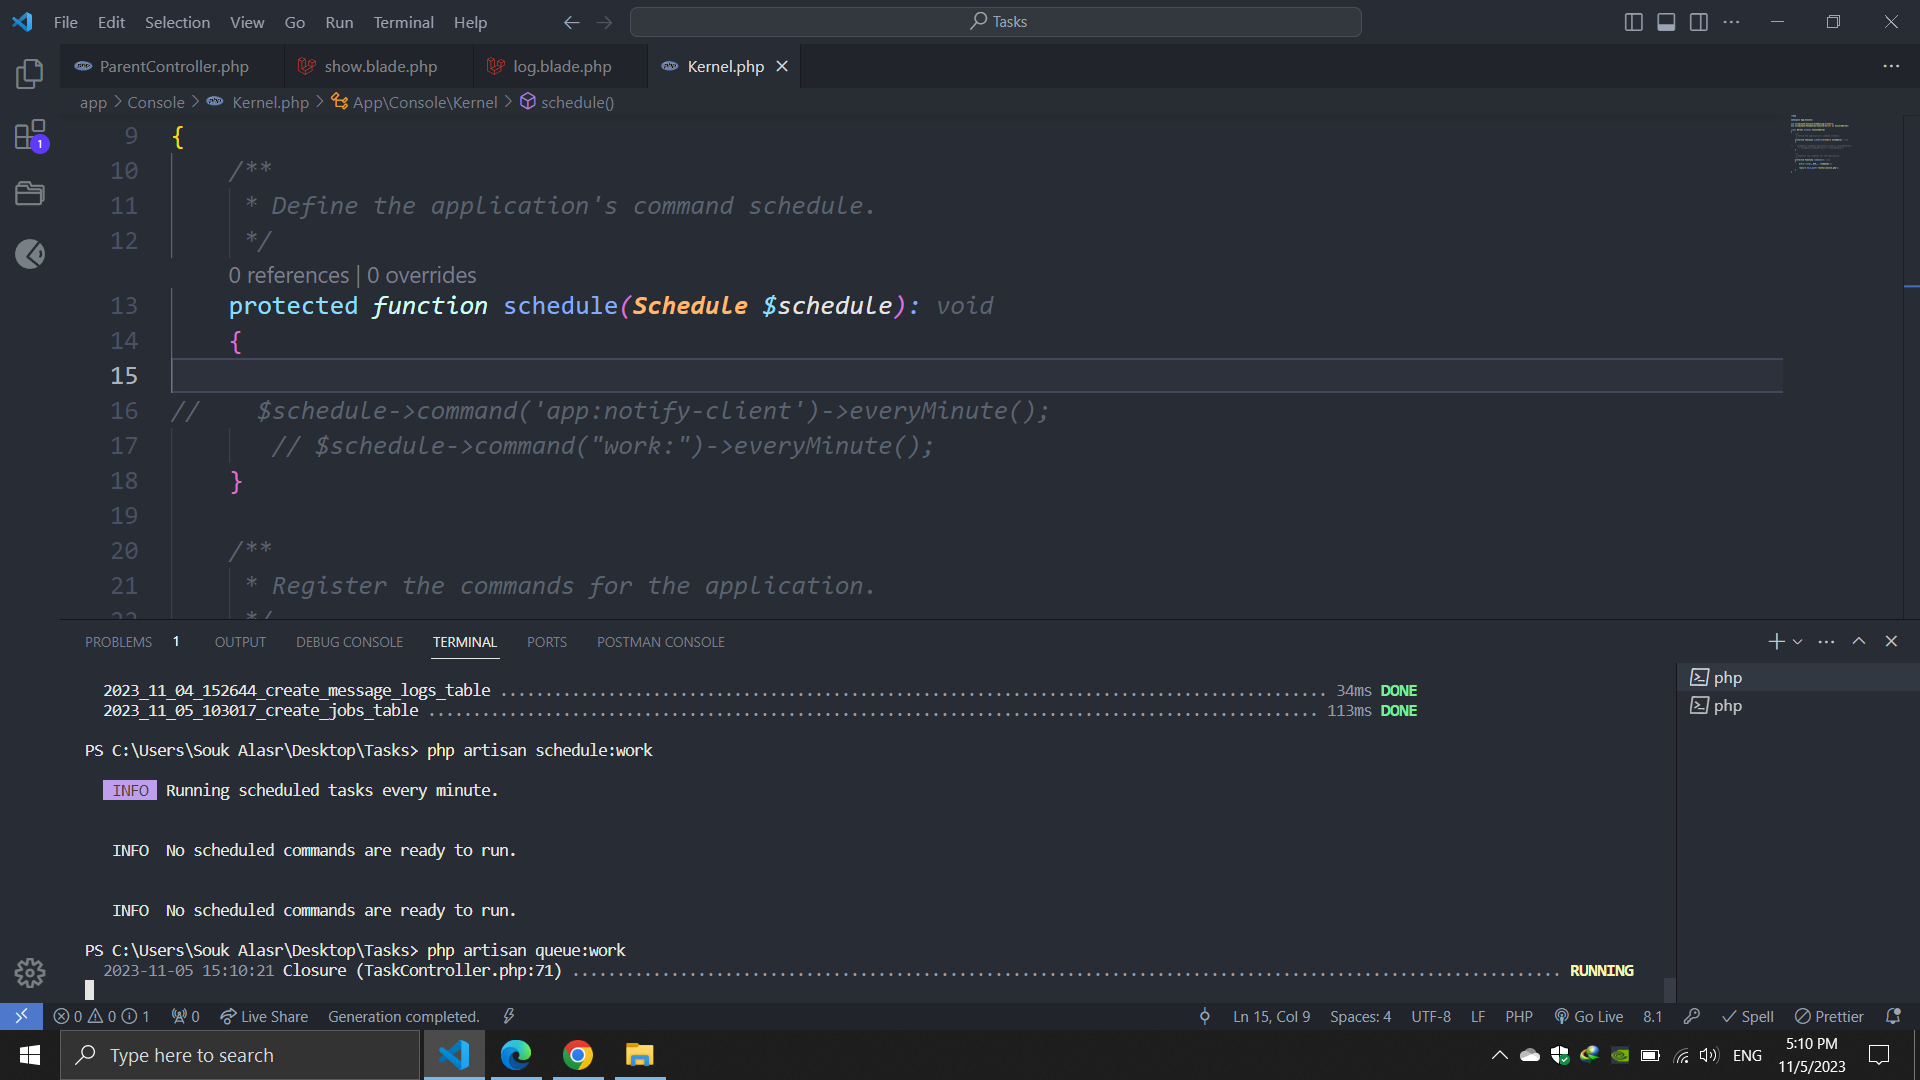 File Edit Selection View Go Run Terminal Help
Tasks
ParentController.php show.blade.php log.blade.php Kernel.php
app > Console > Kernel.php > App\Console\Kernel > schedule()
9 {
10 /**
11 * Define the application's command schedule.
12 */
0 references | 0 overrides
13 protected function schedule(Schedule $schedule): void
14 {
15
16 // $schedule->command('app:notify-client')->everyMinute();
17 // $schedule->command("work:")->everyMinute();
18 }
19
20 /**
21 * Register the commands for the application.
22 */
1
PROBLEMS 1 OUTPUT DEBUG CONSOLE TERMINAL PORTS POSTMAN CONSOLE
2023_11_04_152644_create_message_logs_table ........ 34ms DONE
2023_11_05_103017_create_jobs_table ........ 113ms DONE
PS C:\Users\Souk Alasr\Desktop\Tasks> php artisan schedule:work
INFO Running scheduled tasks every minute.
INFO No scheduled commands are ready to run.
INFO No scheduled commands are ready to run.
PS C:\Users\Souk Alasr\Desktop\Tasks> php artisan queue:work
2023-11-05 15:10:21 Closure (TaskController.php:71) ........ RUNNING
php
php
0 0 1 0 Live Share Generation completed. Ln 15, Col 9 Spaces: 4 UTF-8 LF PHP Go Live 8.1 Spell Prettier
Type here to search
ENG
5:10 PM
11/5/2023